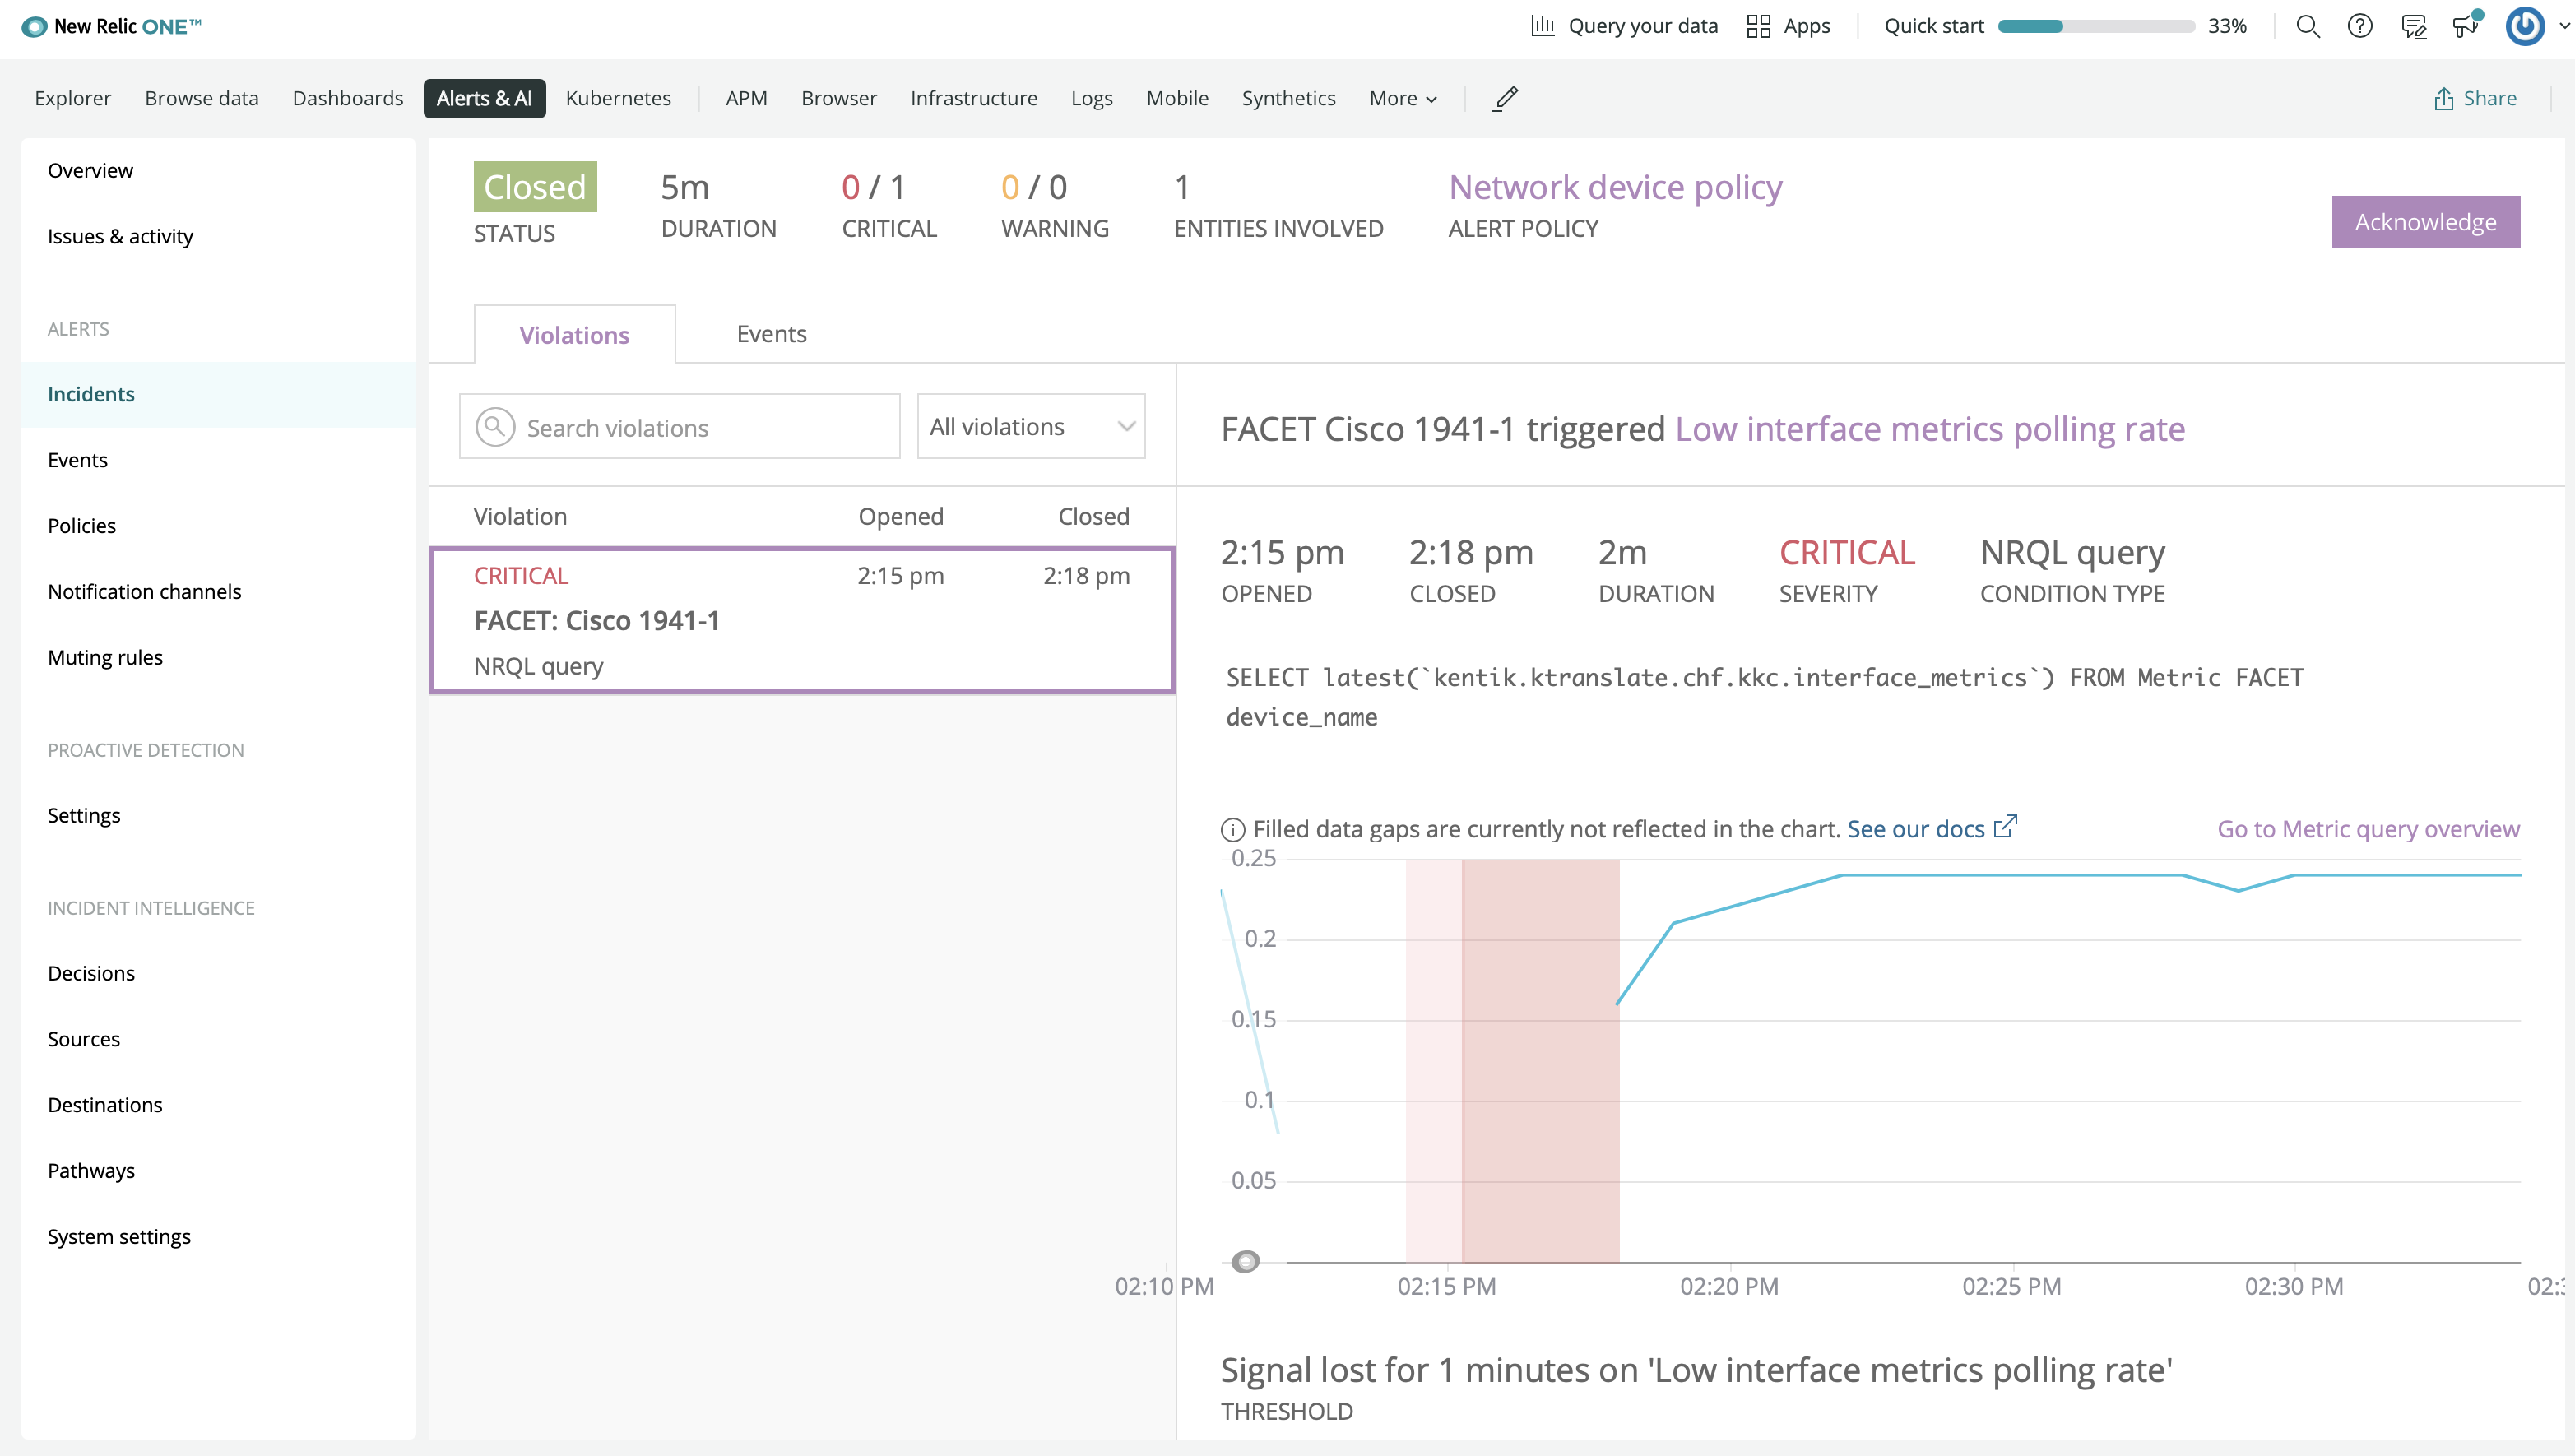 New Relic ONE™
Query your data
Apps
Quick start
33%
Explorer
Browse data
Dashboards
Alerts & AI
Kubernetes
APM
Browser
Infrastructure
Logs
Mobile
Synthetics
More
Share
Overview
Issues & activity
ALERTS
Incidents
Events
Policies
Notification channels
Muting rules
PROACTIVE DETECTION
Settings
INCIDENT INTELLIGENCE
Decisions
Sources
Destinations
Pathways
System settings
Closed
STATUS
5m
DURATION
0 / 1
CRITICAL
0 / 0
WARNING
1
ENTITIES INVOLVED
Network device policy
ALERT POLICY
Acknowledge
Violations
Events
Search violations
All violations
Violation Opened Closed
CRITICAL 2:15 pm 2:18 pm
FACET: Cisco 1941-1
NRQL query
FACET Cisco 1941-1 triggered Low interface metrics polling rate
2:15 pm
OPENED
2:18 pm
CLOSED
2m
DURATION
CRITICAL
SEVERITY
NRQL query
CONDITION TYPE
SELECT latest(`kentik.ktranslate.chf.kkc.interface_metrics`) FROM Metric FACET
device_name
Filled data gaps are currently not reflected in the chart. See our docs
Go to Metric query overview
0.25
0.2
0.15
0.1
0.05
02:10 PM
02:15 PM
02:20 PM
02:25 PM
02:30 PM
Signal lost for 1 minutes on 'Low interface metrics polling rate'
THRESHOLD